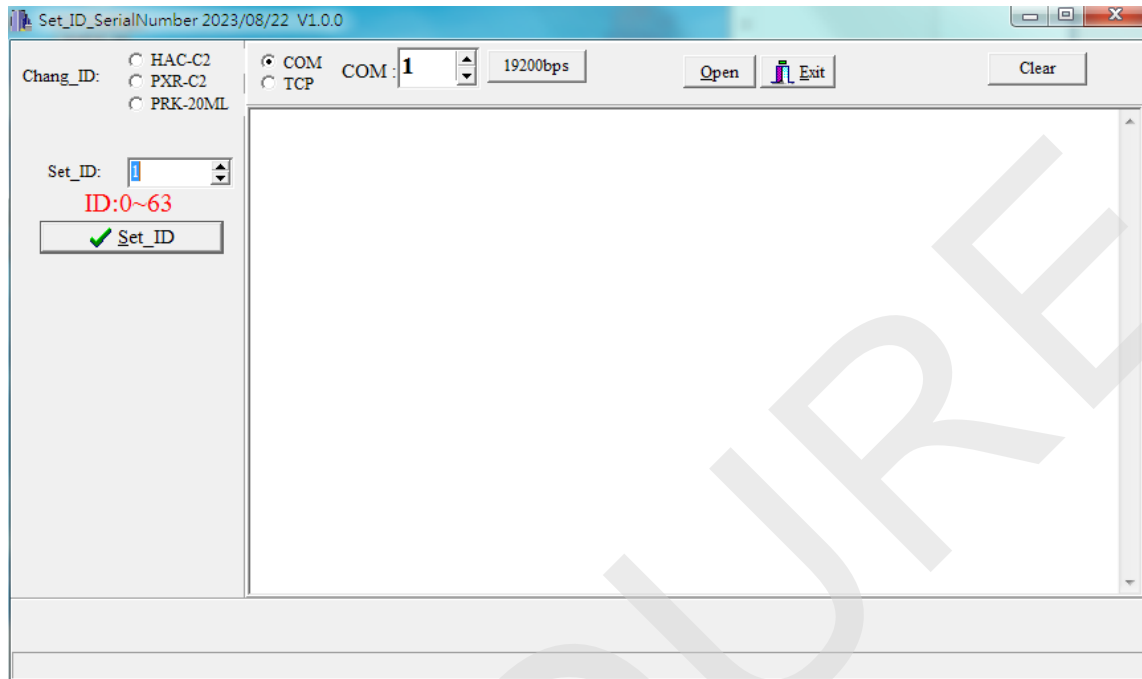 Set_ID_SerialNumber 2023/08/22 V1.0.0
Chang_ID:
HAC-C2
PXR-C2
PRK-20ML
COM
TCP
COM : 1
19200bps
Open
Exit
Clear
Set_ID: 1
ID:0~63
Set_ID
URE